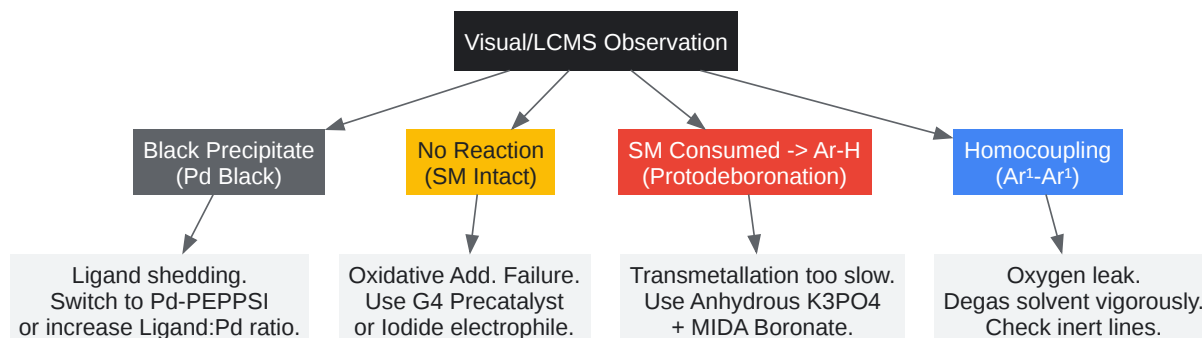 Visual/LCMS Observation
Black Precipitate
(Pd Black)
No Reaction
(SM Intact)
SM Consumed -> Ar-H
(Protodeboronation)
Homocoupling
(Ar¹-Ar¹)
Ligand shedding.
Switch to Pd-PEPPSI
or increase Ligand:Pd ratio.
Oxidative Add. Failure.
Use G4 Precatalyst
or Iodide electrophile.
Transmetallation too slow.
Use Anhydrous K3PO4
+ MIDA Boronate.
Oxygen leak.
Degas solvent vigorously.
Check inert lines.